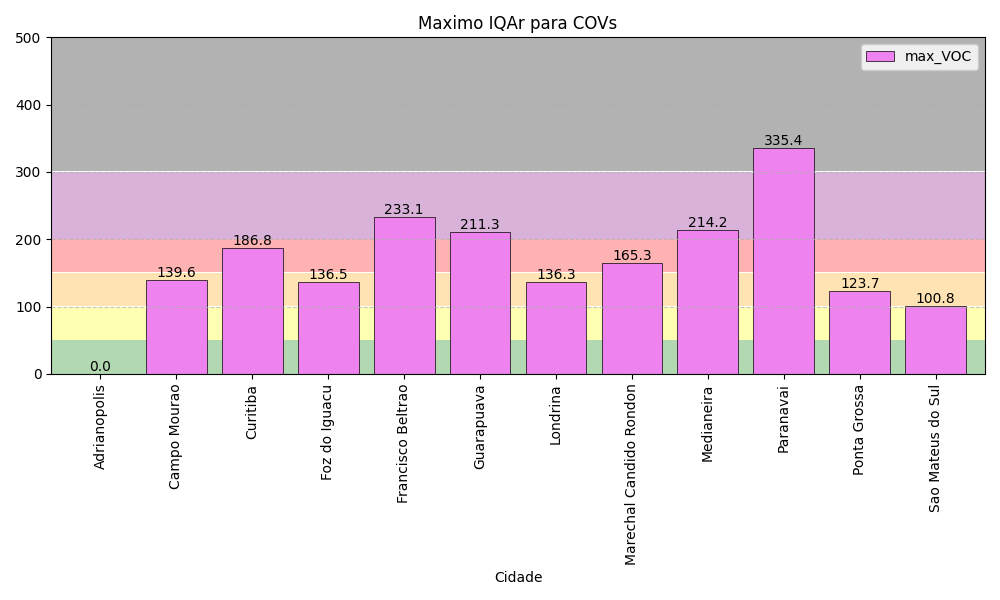 Maximo IQAr para COVs
max_VOC
500
400
300
200
100
0
0.0
139.6
186.8
136.5
233.1
211.3
136.3
165.3
214.2
335.4
123.7
100.8
Adrianopolis
Campo Mourao
Curitiba
Foz do Iguacu
Francisco Beltrao
Guarapuava
Londrina
Marechal Candido Rondon
Medianeira
Paranavai
Ponta Grossa
Sao Mateus do Sul
Cidade